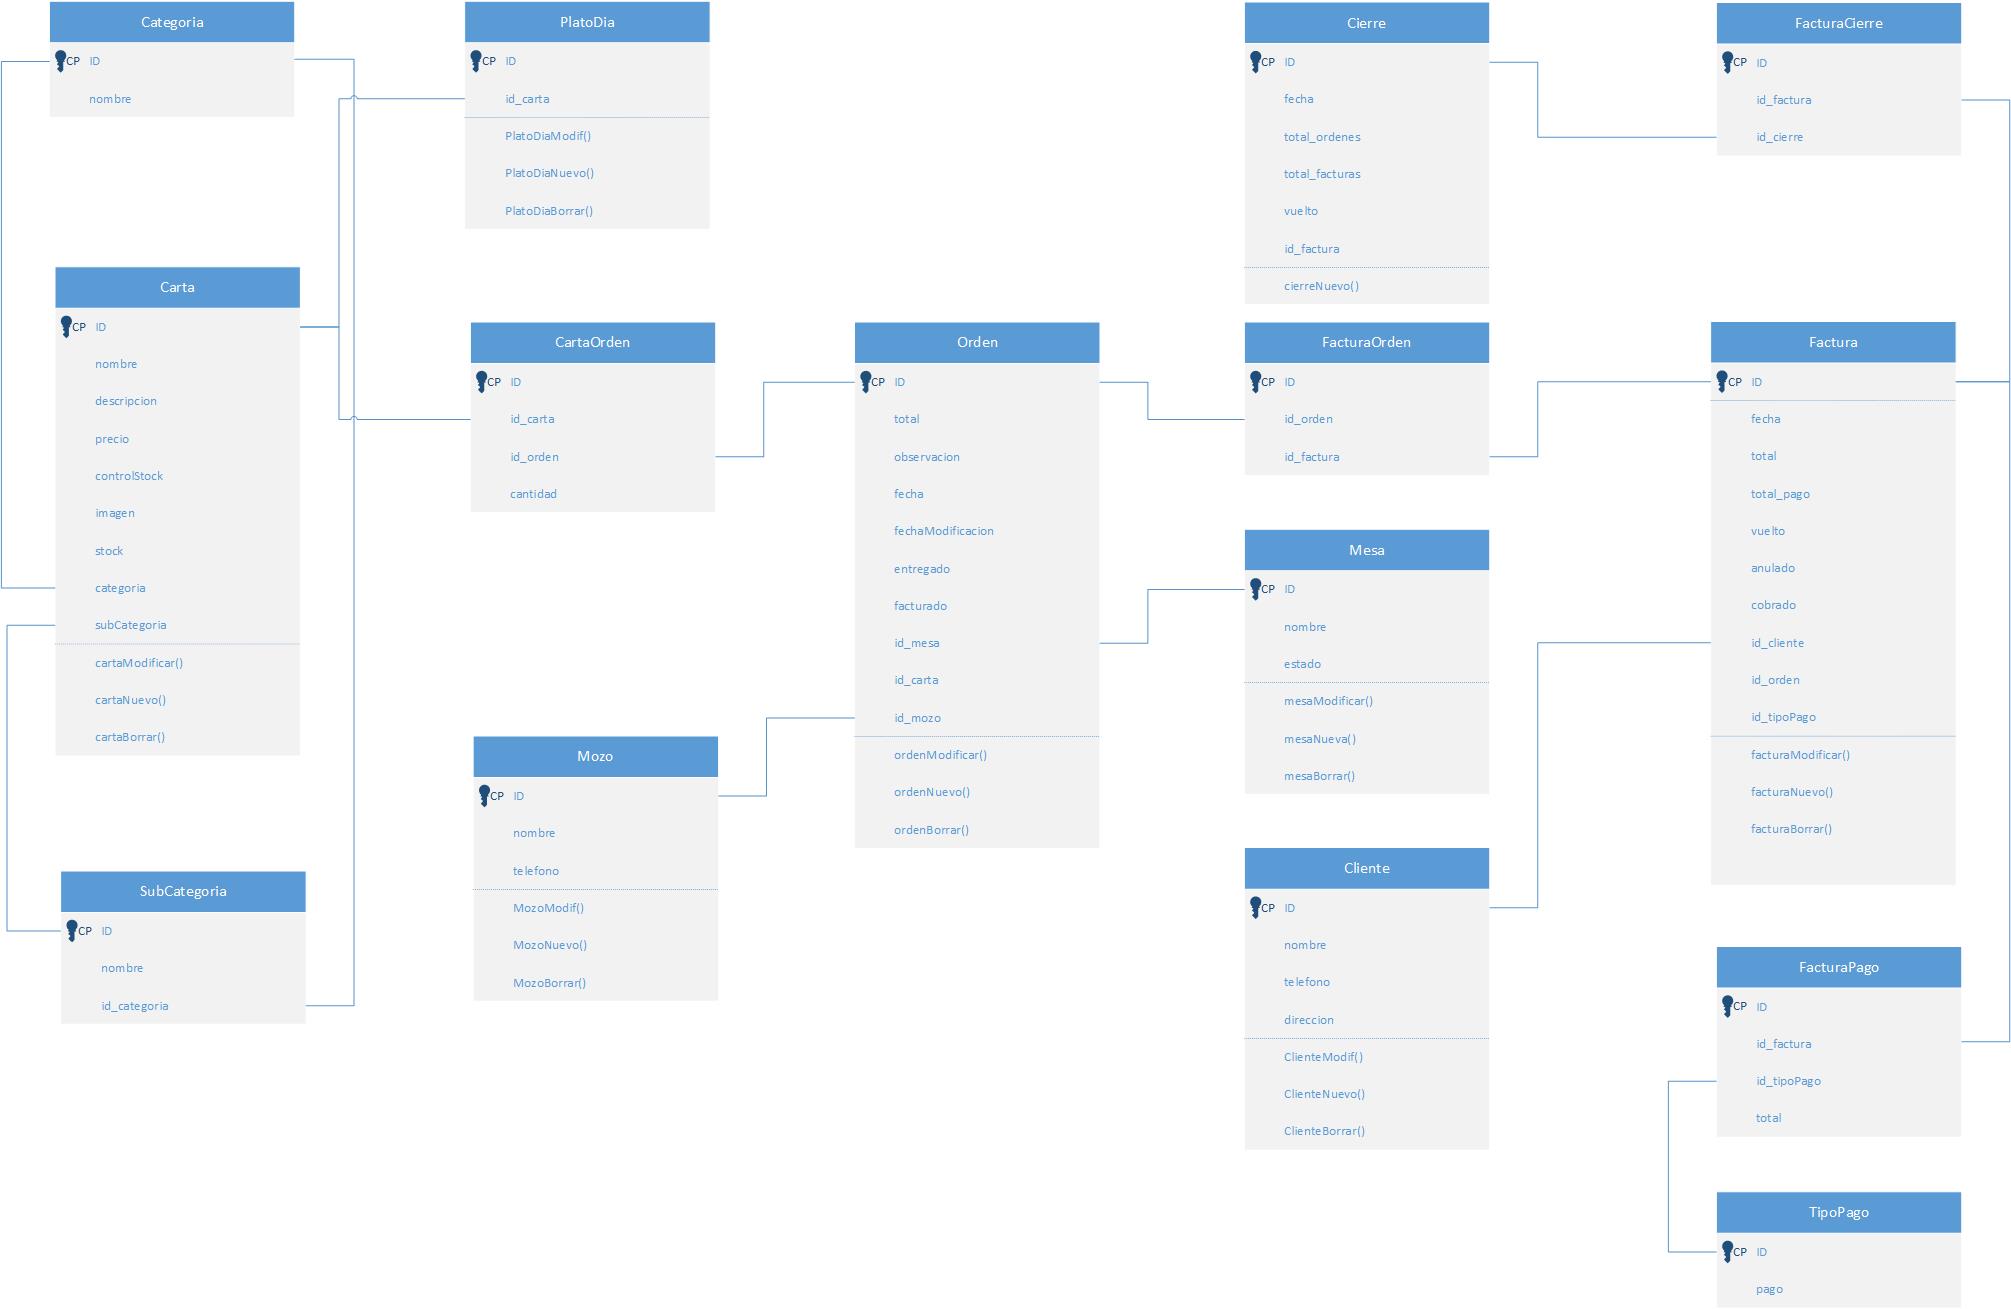 Categoria
CP ID
nombre
PlatoDia
CP ID
id_carta
PlatoDiaModif()
PlatoDiaNuevo()
PlatoDiaBorrar()
Cierre
CP ID
fecha
total_ordenes
total_facturas
vuelto
id_factura
cierreNuevo()
FacturaCierre
CP ID
id_factura
id_cierre
Carta
CP ID
nombre
descripcion
precio
controlStock
imagen
stock
categoria
subCategoria
cartaModificar()
cartaNuevo()
cartaBorrar()
CartaOrden
CP ID
id_carta
id_orden
cantidad
Orden
CP ID
total
observacion
fecha
fechaModificacion
entregado
facturado
id_mesa
id_carta
id_mozo
ordenModificar()
ordenNuevo()
ordenBorrar()
FacturaOrden
CP ID
id_orden
id_factura
Factura
CP ID
fecha
total
total_pago
vuelto
anulado
cobrado
id_cliente
id_orden
id_tipoPago
facturaModificar()
facturaNuevo()
facturaBorrar()
Mesa
CP ID
nombre
estado
mesaModificar()
mesaNueva()
mesaBorrar()
Mozo
CP ID
nombre
telefono
MozoModif()
MozoNuevo()
MozoBorrar()
SubCategoria
CP ID
nombre
id_categoria
Cliente
CP ID
nombre
telefono
direccion
ClienteModif()
ClienteNuevo()
ClienteBorrar()
FacturaPago
CP ID
id_factura
id_tipoPago
total
TipoPago
CP ID
pago